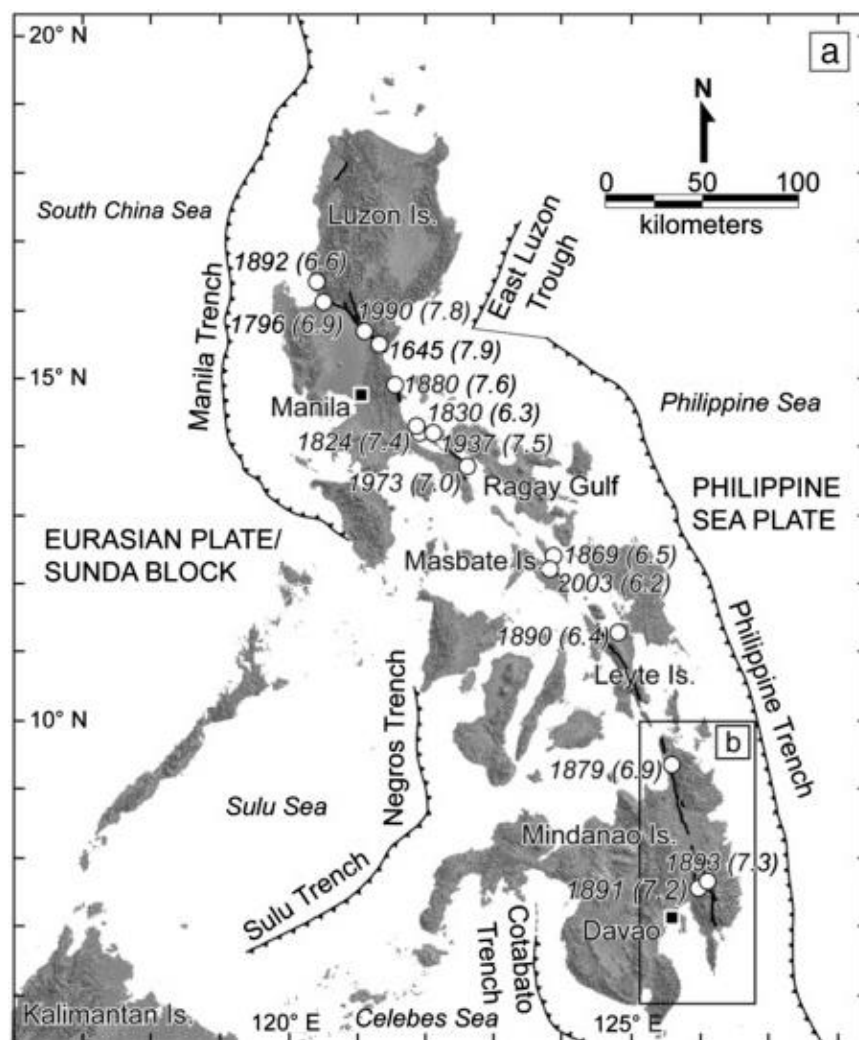 20° N
a
N
0 50 100
kilometers
South China Sea
Luzon Is.
East Luzon
Trough
1892 (6.6)
Manila Trench
1796 (6.9)
1990 (7.8)
1645 (7.9)
15° N
1880 (7.6)
Manila
1830 (6.3)
Philippine Sea
1824 (7.4)
1937 (7.5)
1973 (7.0)
Ragay Gulf
PHILIPPINE
SEA PLATE
EURASIAN PLATE/
SUNDA BLOCK
Masbate Is.
1869 (6.5)
2003 (6.2)
1890 (6.4)
Leyte Is.
Philippine Trench
Negros Trench
10° N
b
1879 (6.9)
Sulu Sea
Mindanao Is.
1893 (7.3)
1891 (7.2)
Sulu Trench
Davao
Cotabato
Trench
Kalimantan Is.
120° E
Celebes Sea
125° E